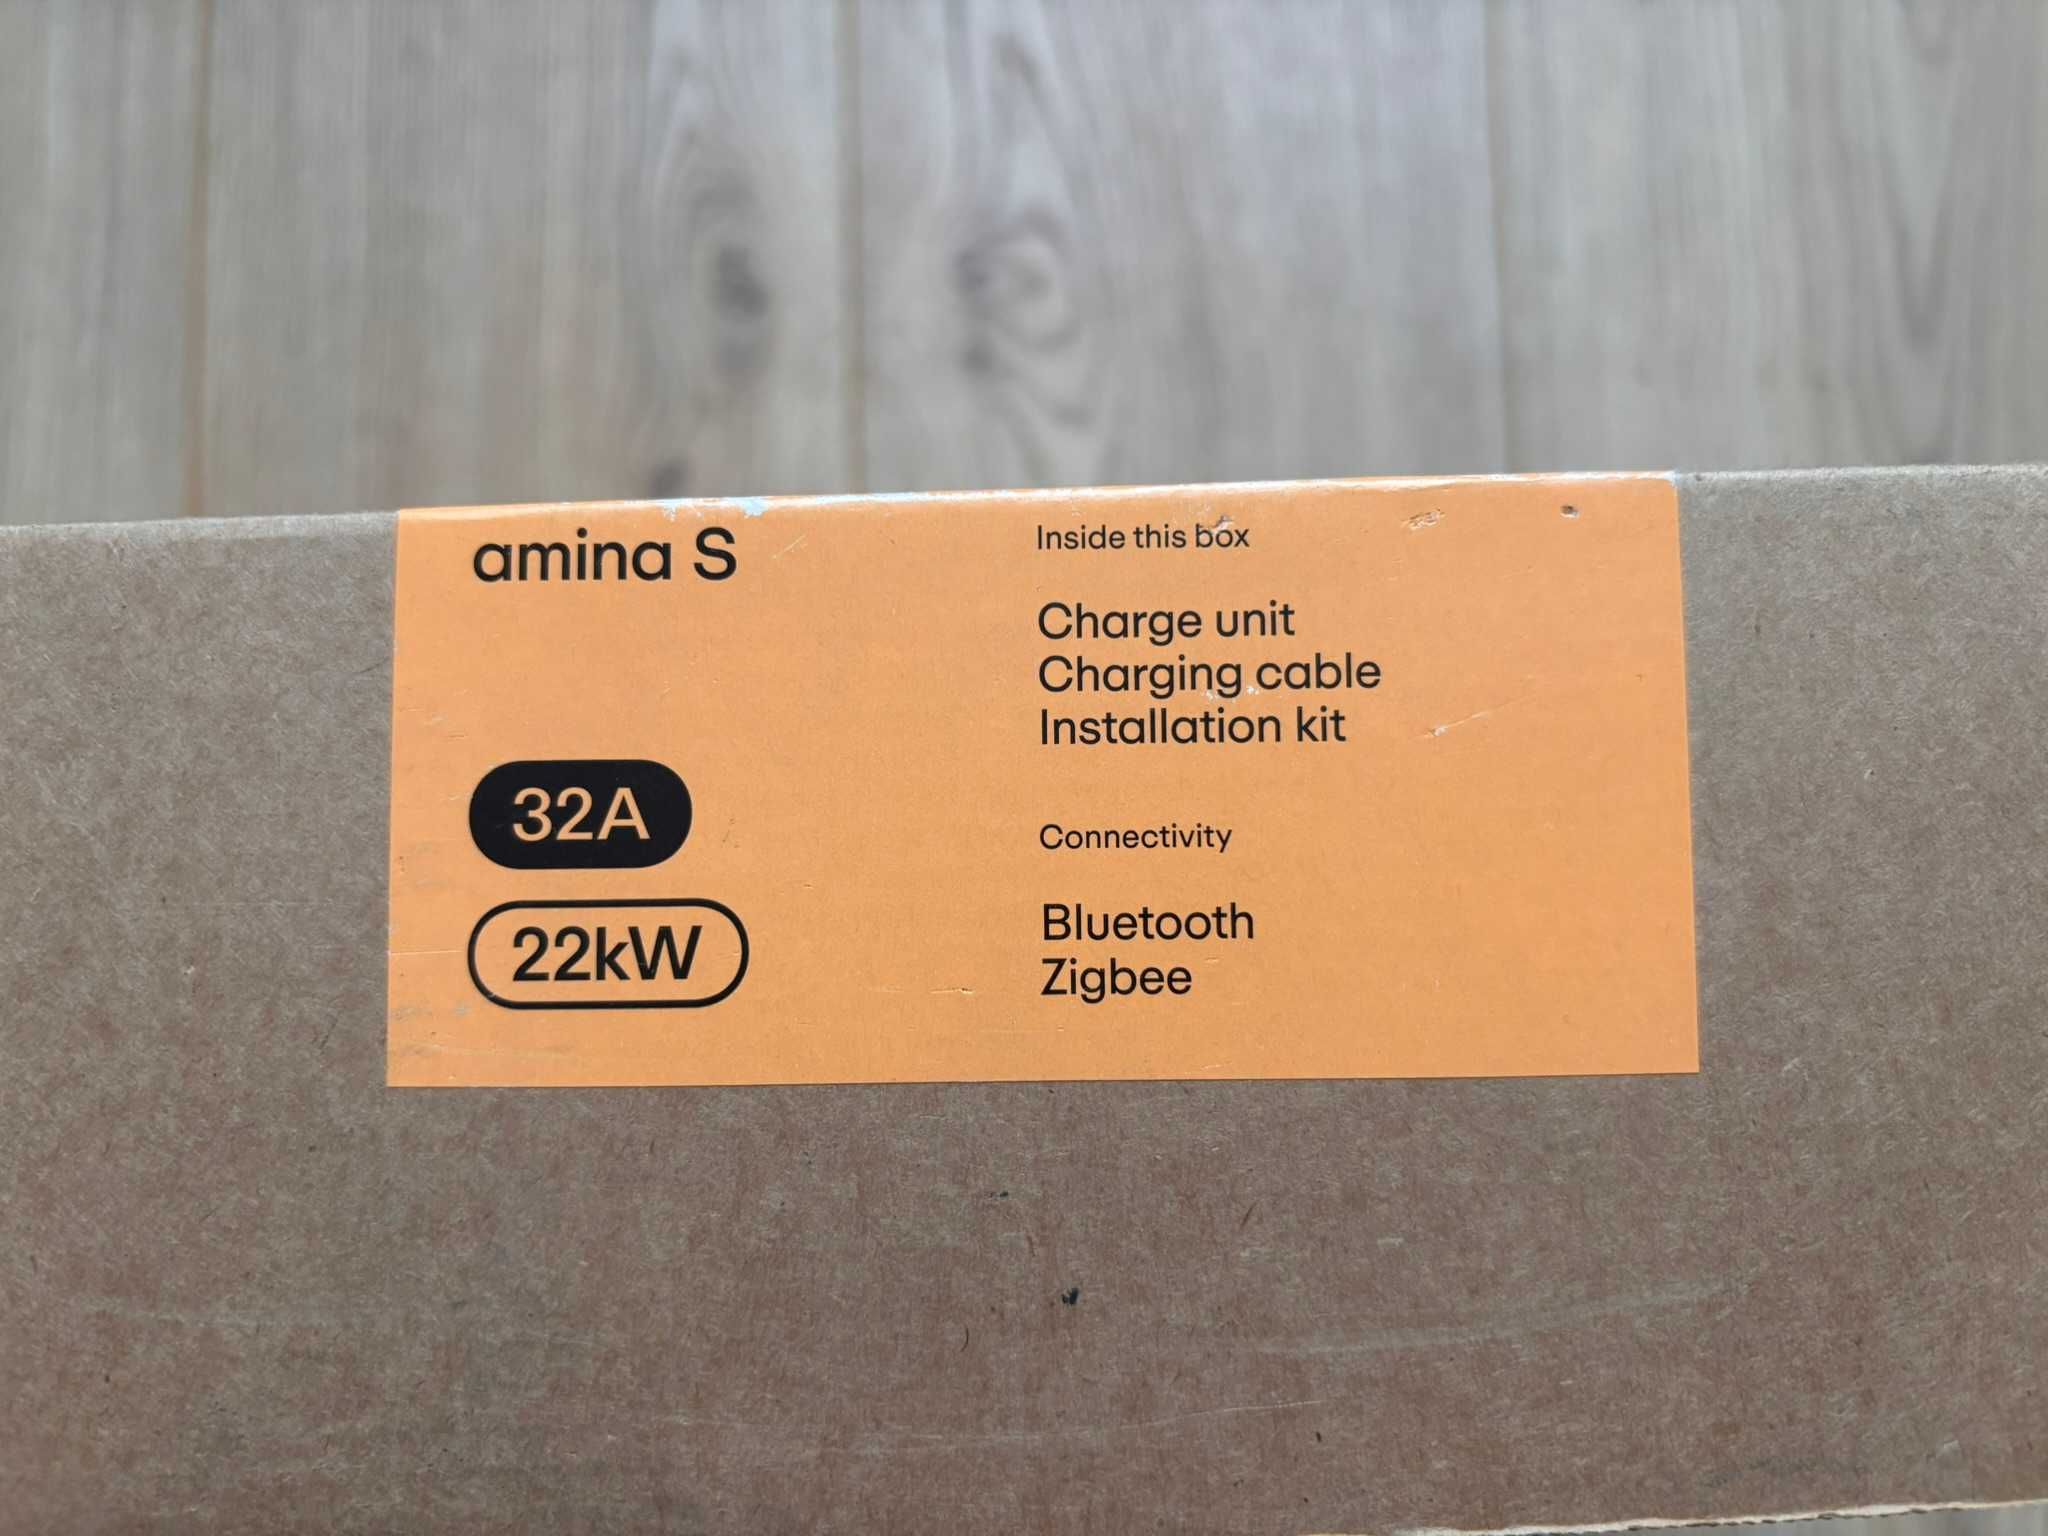 amina S
32A
22kW
Inside this box
Charge unit
Charging cable
Installation kit
Connectivity
Bluetooth
Zigbee